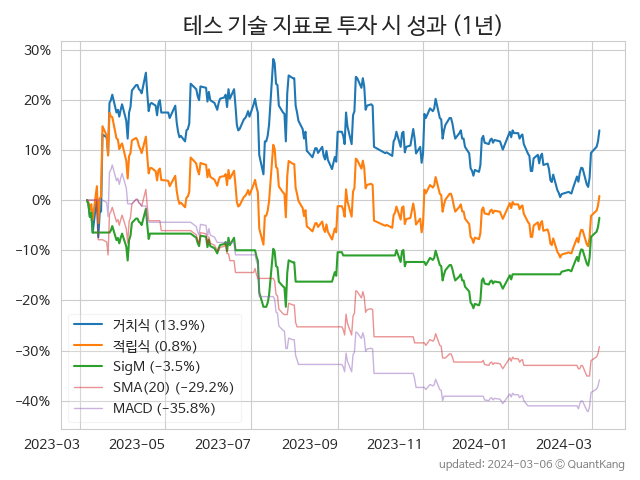 테스 기술 지표로 투자 시 성과 (1년)
30%
20%
10%
0%
−10%
−20%
−30%
−40%
거치식 (13.9%)
적립식 (0.8%)
SigM (−3.5%)
SMA(20) (−29.2%)
MACD (−35.8%)
2023−03
2023−05
2023−07
2023−09
2023−11
2024−01
2024−03
updated: 2024−03−06 ⓒ QuantKang